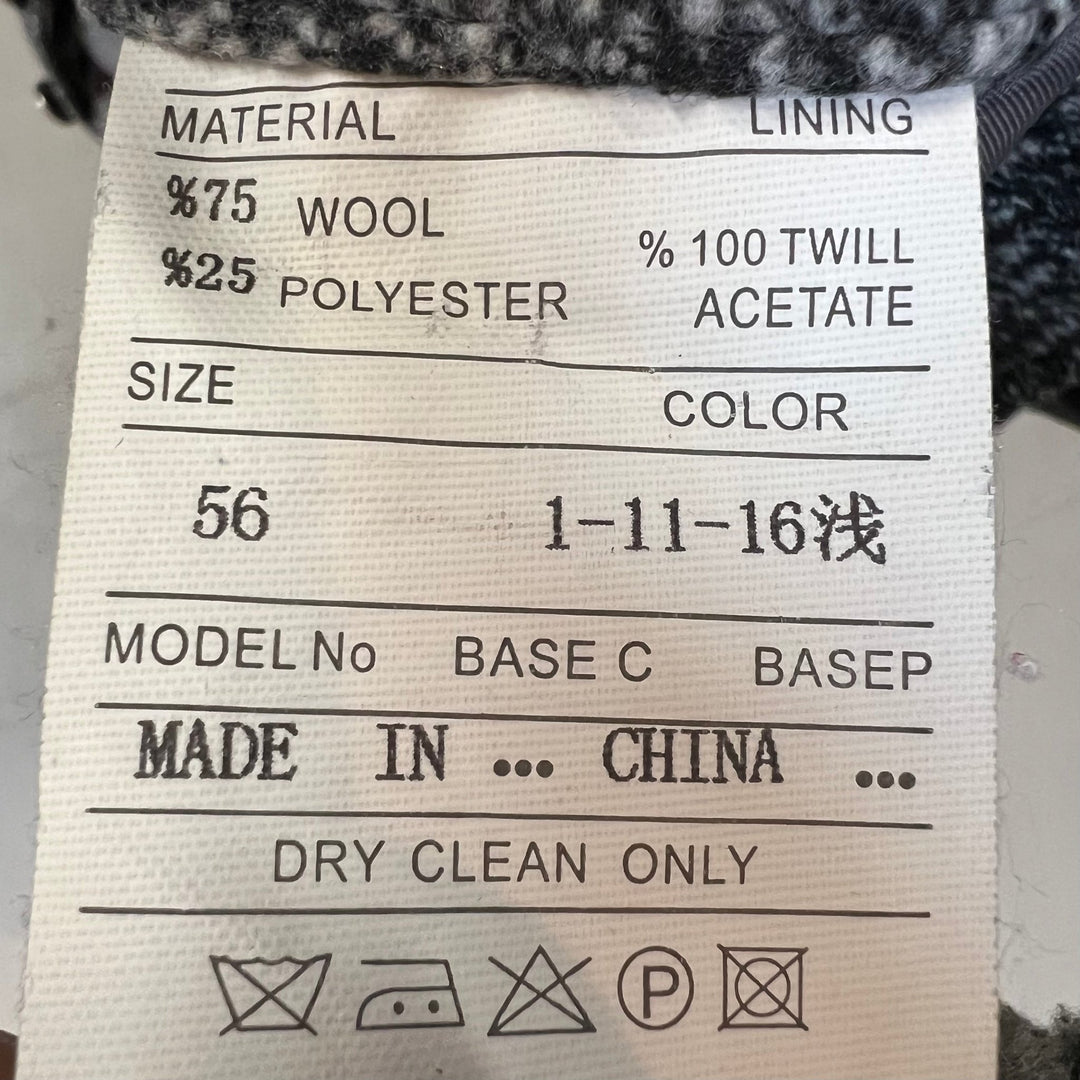 MATERIAL LINING
%75 WOOL
%25 POLYESTER
% 100 TWILL
ACETATE
SIZE COLOR
56 1-11-16浅
MODEL No BASE C BASEP
MADE IN ... CHINA ...
DRY CLEAN ONLY
P